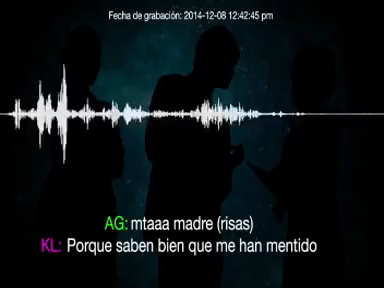 Fecha de grabación: 2014-12-08 12:42:45 pm
AG: mtaaa madre (risas)
KL: Porque saben bien que me han mentido